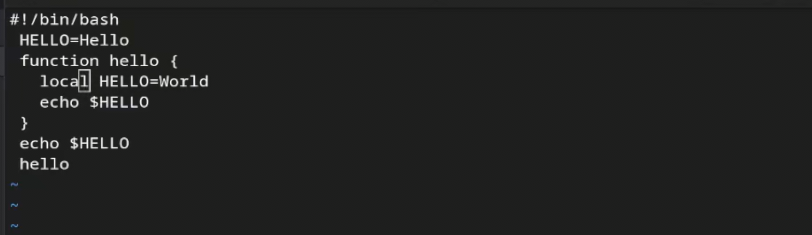 #!/bin/bash
HELLO=Hello
function hello {
local HELLO=World
echo $HELLO
}
echo $HELLO
hello
~
~
~